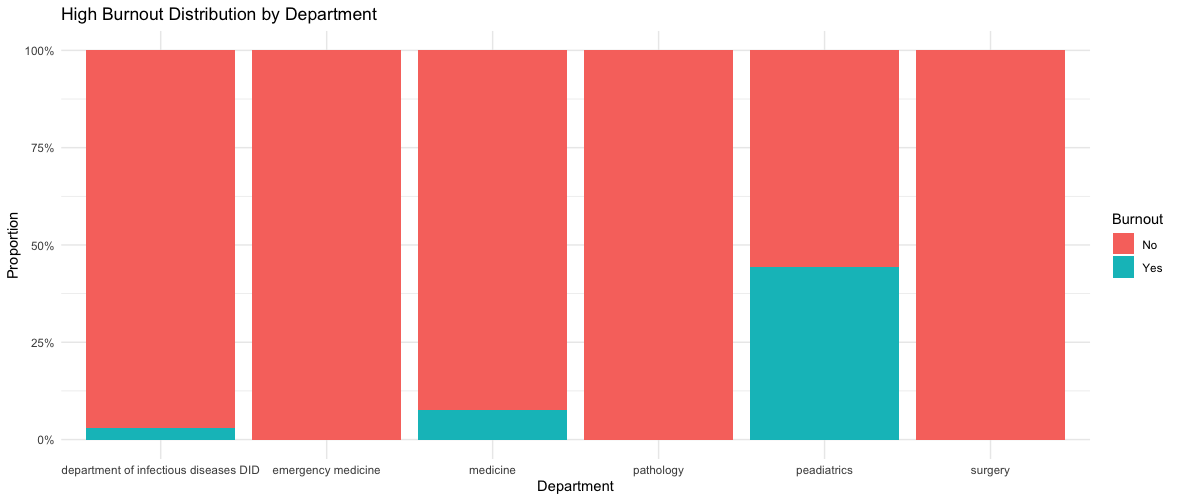 High Burnout Distribution by Department
100%
75%
50%
25%
0%
Proportion
department of infectious diseases DID
emergency medicine
medicine
pathology
peadiatrics
surgery
Department
Burnout
No
Yes